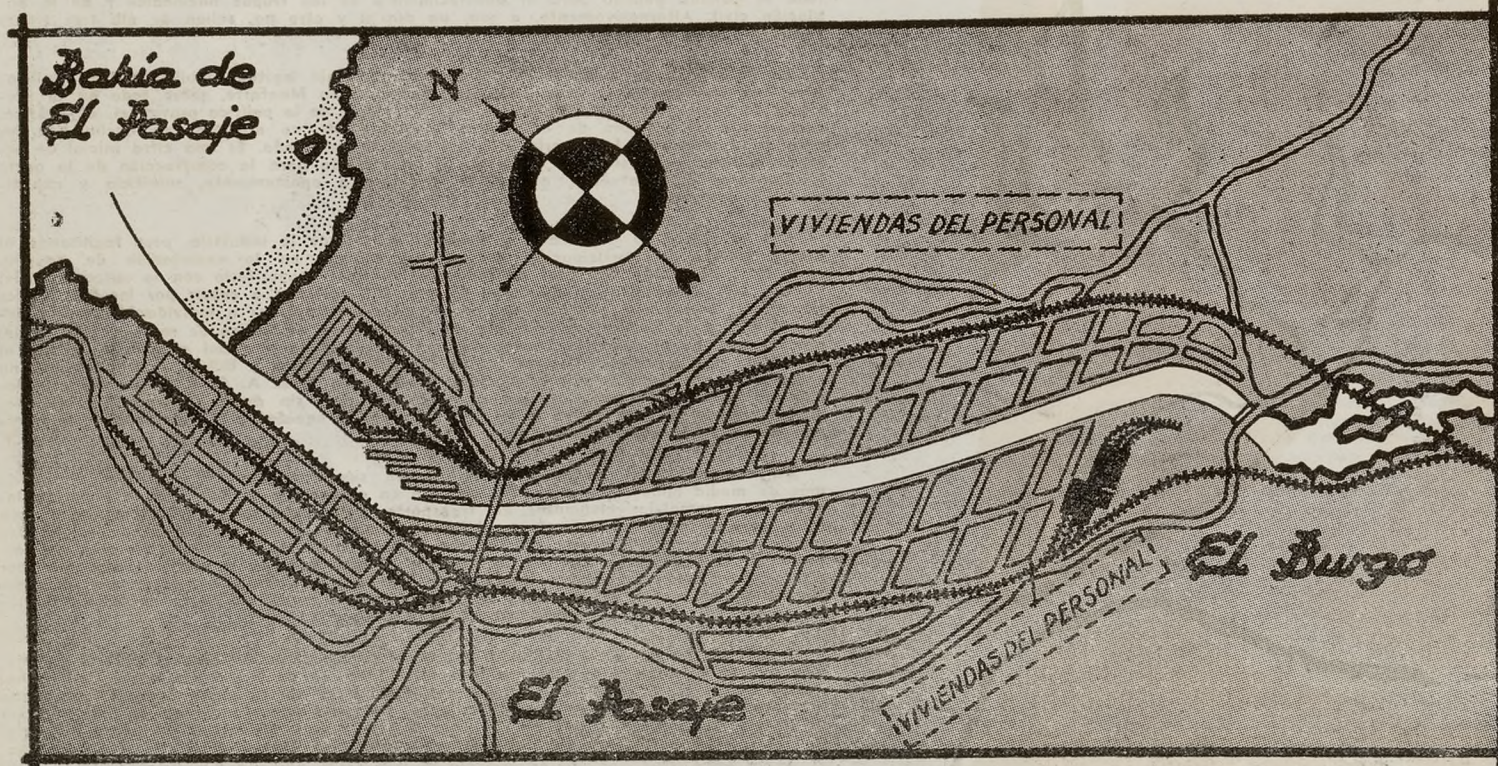 Bahía de
El Pasaje
N
VIVIENDAS DEL PERSONAL
El Burgo
VIVIENDAS DEL PERSONAL
El Pasaje